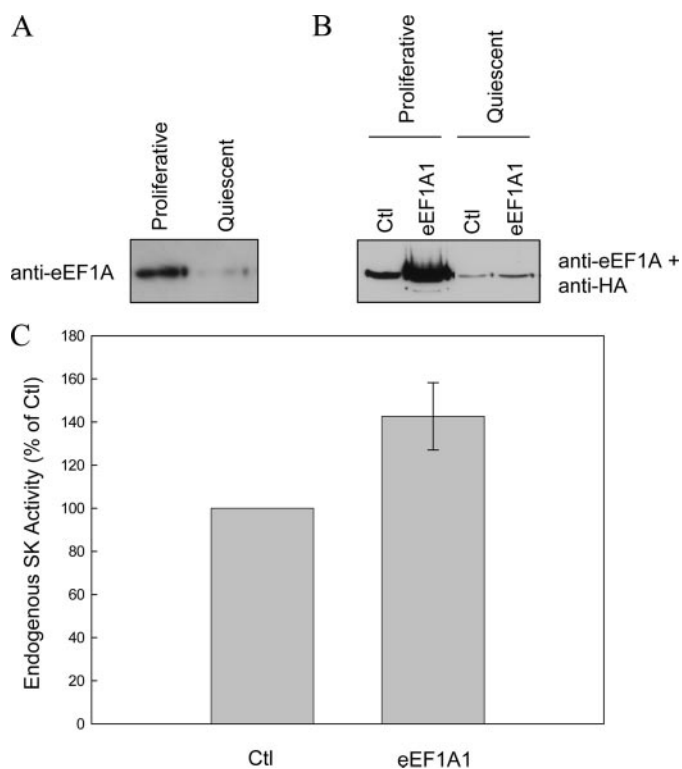 A
Proliferative
Quiescent
anti-eEF1A
B
Proliferative
Quiescent
Ctl
eEF1A1
Ctl
eEF1A1
anti-eEF1A +
anti-HA
C
Endogenous SK Activity (% of Ctl)
180
160
140
120
100
80
60
40
20
0
Ctl
eEF1A1